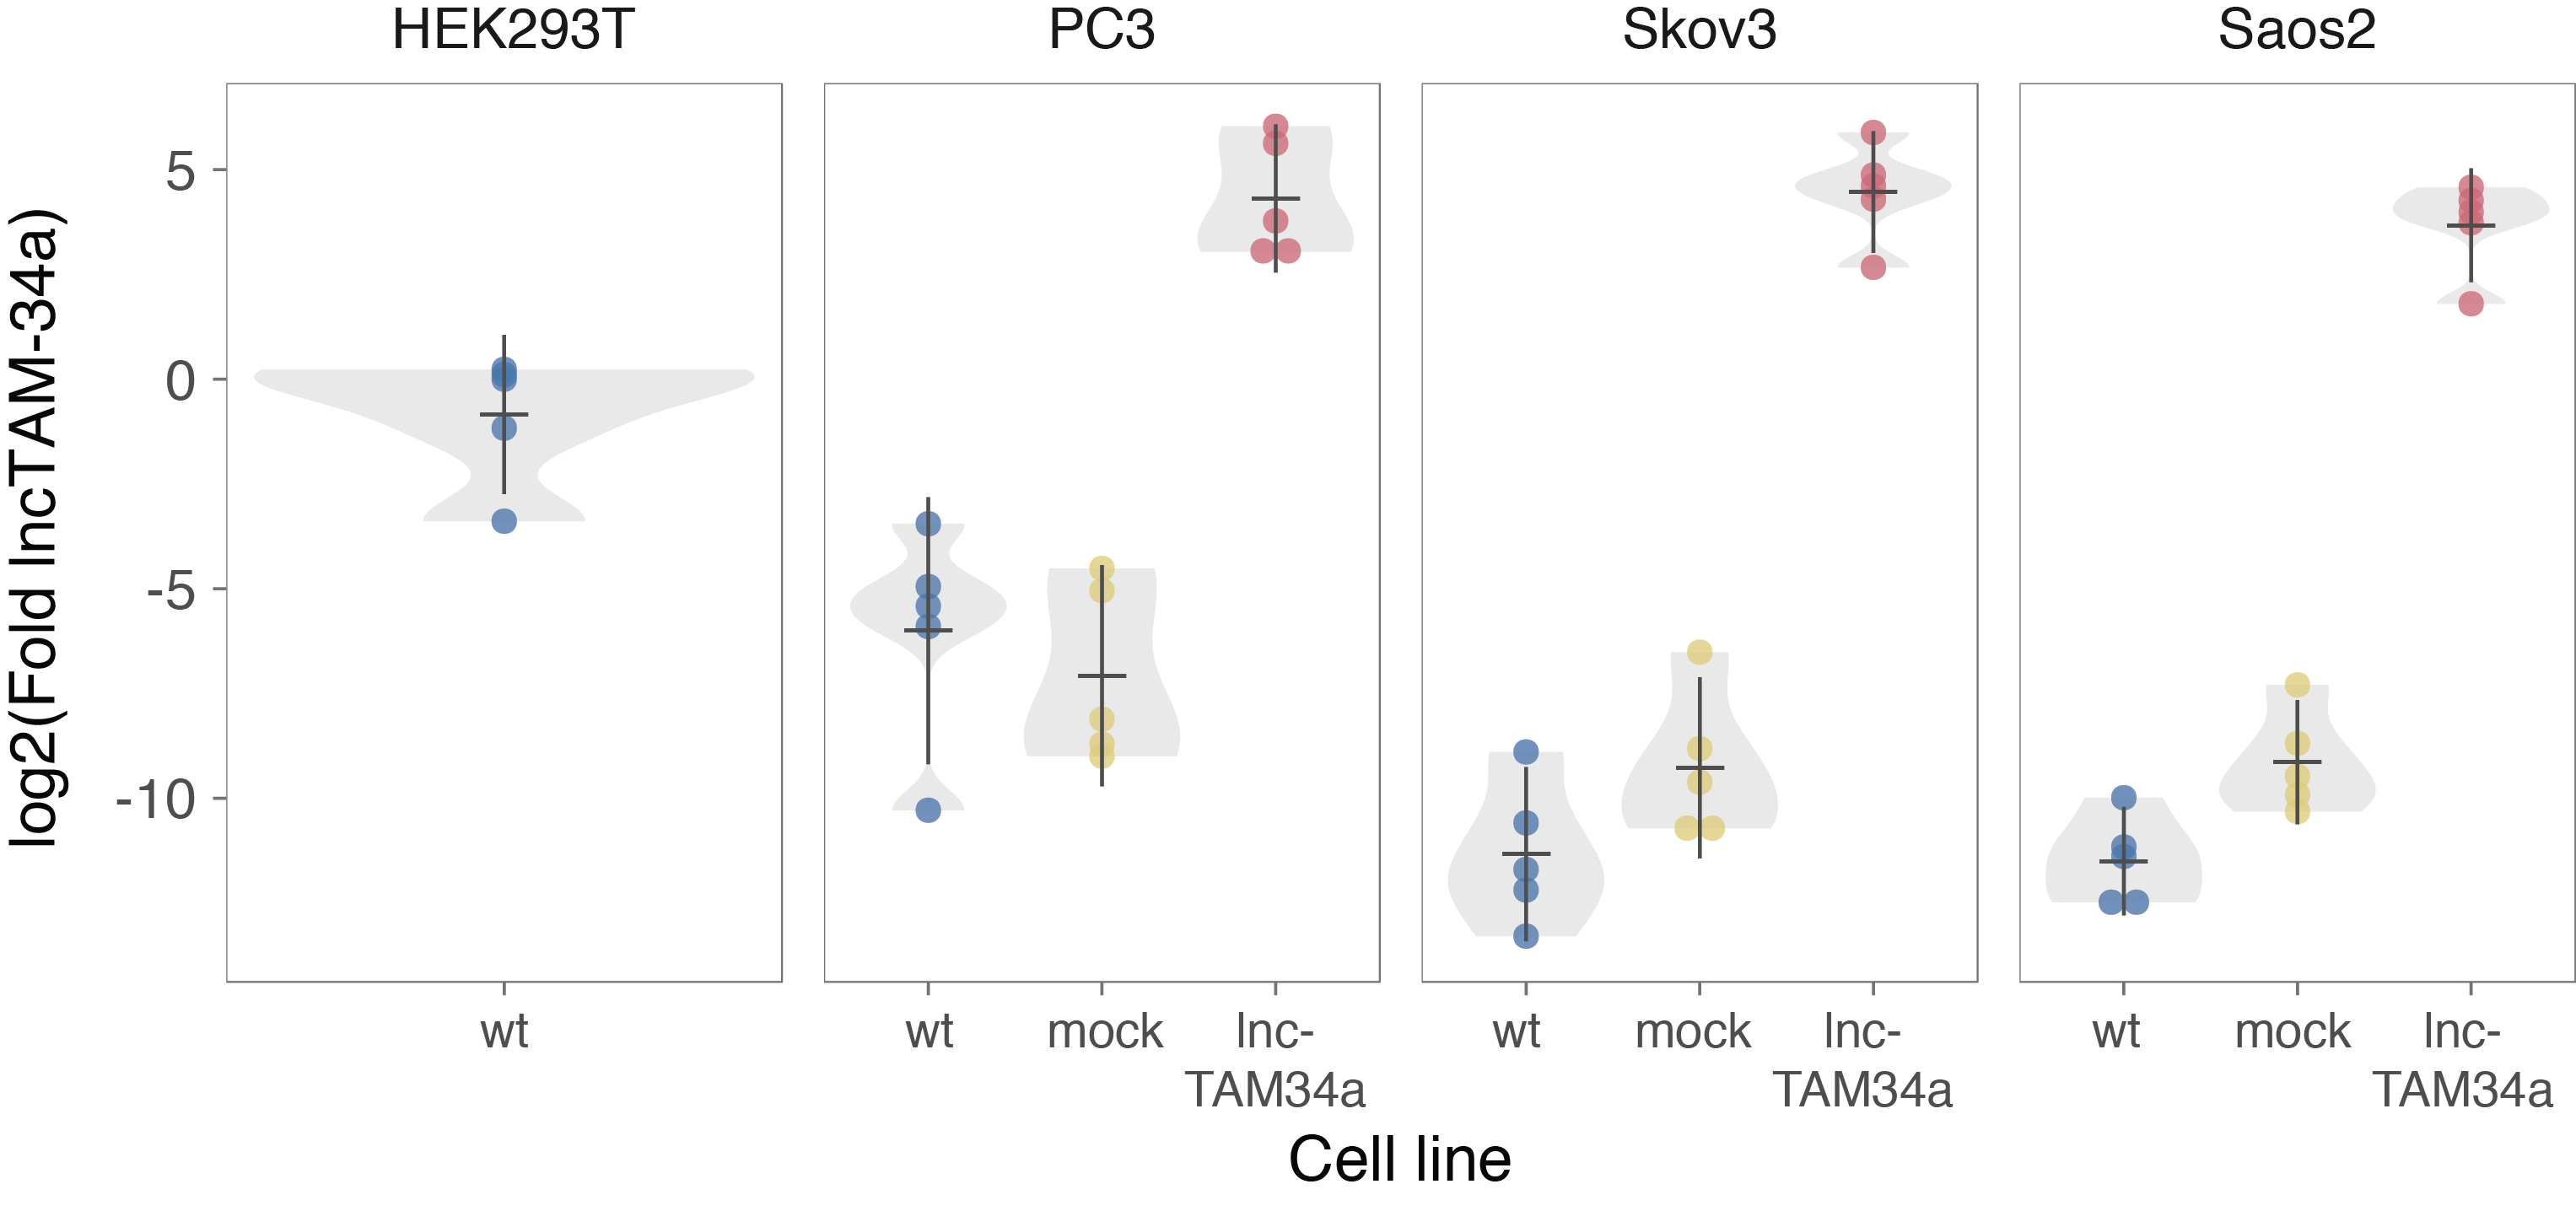 HEK293T
PC3
Skov3
Saos2
log2(Fold lncTAM-34a)
5
0
-5
-10
wt
wt
mock
lnc-
TAM34a
wt
mock
lnc-
TAM34a
wt
mock
lnc-
TAM34a
Cell line